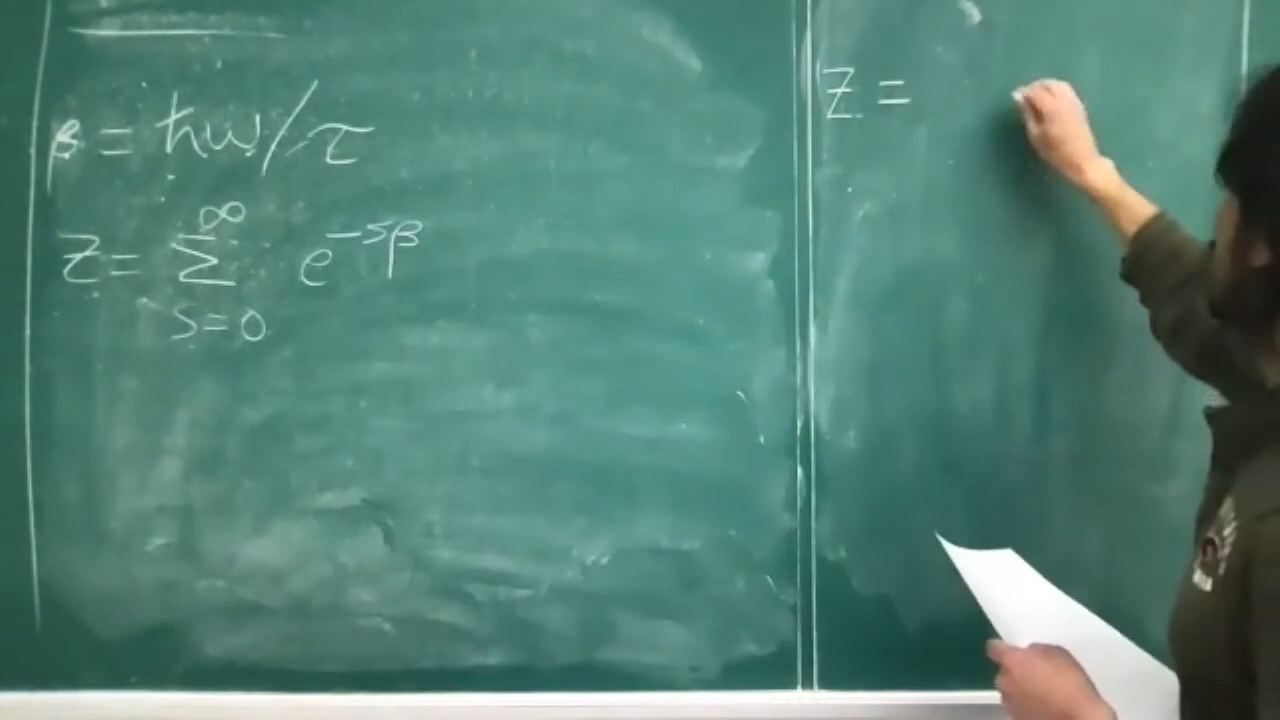 β = ħω/τ
Z = ∑_{s=0}^{∞} e^{-sβ}
Z =